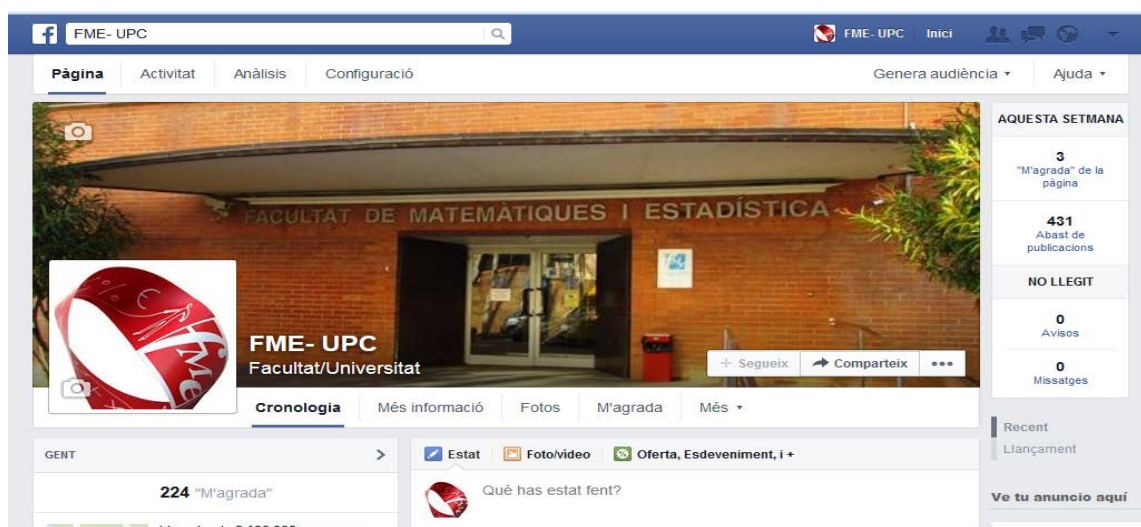 FME- UPC
FME- UPC Inici
Pàgina Activitat Anàlisis Configuració Genera audiència Ajuda
FACULTAT DE MATEMÀTIQUES I ESTADÍSTICA
fme
FME- UPC
Facultat/Universitat
+ Segueix Comparteix
Cronologia Més informació Fotos M'agrada Més
AQUESTA SETMANA
3
"M'agrada" de la
pàgina
431
Abast de
publicacions
NO LLEGIT
0
Avisos
0
Missatges
Recent
Llançament
Ve tu anuncio aquí
GENT
224 "M'agrada"
Estat Foto/vídeo Oferta, Esdeveniment, i +
Què has estat fent?